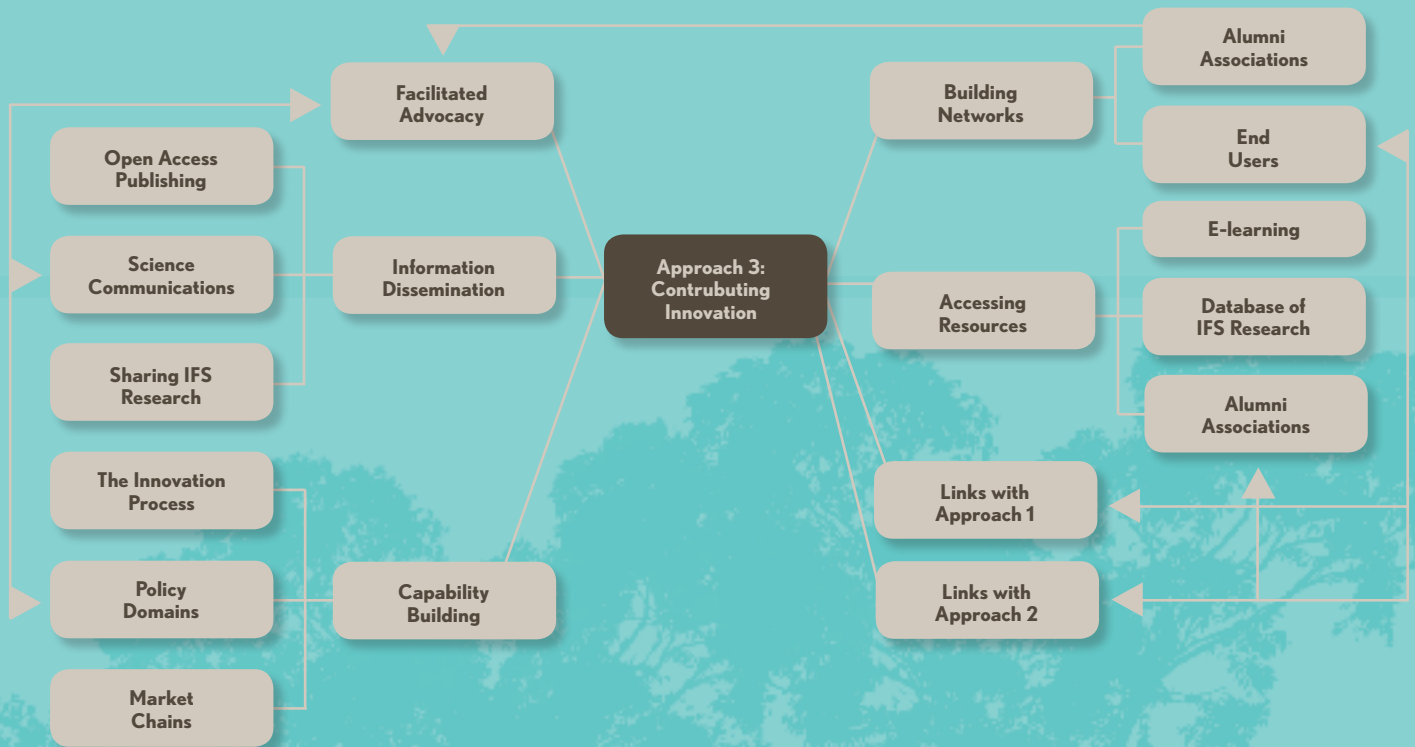 Facilitated
Advocacy
Open Access
Publishing
Science
Communications
Sharing IFS
Research
Information
Dissemination
The Innovation
Process
Policy
Domains
Market
Chains
Capability
Building
Approach 3:
Contrubuting
Innovation
Building
Networks
Alumni
Associations
End
Users
Accessing
Resources
E-learning
Database of
IFS Research
Alumni
Associations
Links with
Approach 1
Links with
Approach 2